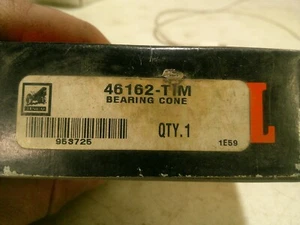 46162-TIM
BEARING CONE
953725
QTY.1
1E59
L